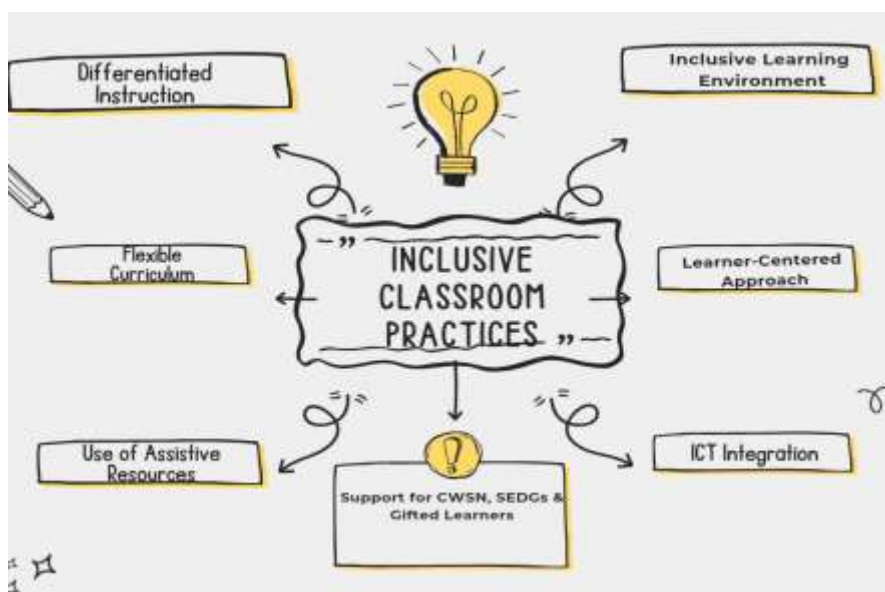 Differentiated
Instruction
Inclusive Learning
Environment
„
INCLUSIVE
CLASSROOM
PRACTICES
„
Flexible
Curriculum
Learner-Centered
Approach
Use of Assistive
Resources
!
Support for CWSN, SEDGs &
Gifted Learners
ICT Integration